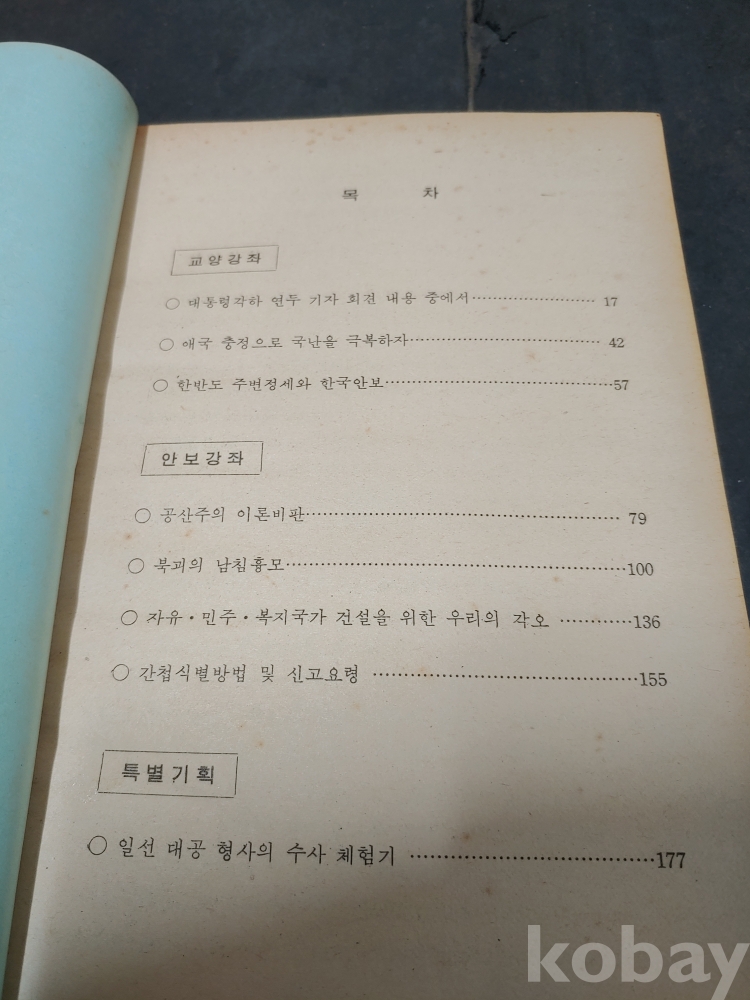 목 차
교양강좌
○ 대통령각하 연두 기자 회견 내용 중에서 ························ 17
○ 애국 충정으로 국난을 극복하자 ···································· 42
○ 한반도 주변정세와 한국안보 ········································ 57
안보강좌
○ 공산주의 이론비판 ···················································· 79
○ 북괴의 남침흉모 ······················································ 100
○ 자유·민주·복지국가 건설을 위한 우리의 각오 ············ 136
○ 간첩식별방법 및 신고요령 ········································ 155
특별기획
○ 일선 대공 형사의 수사 체험기 ·································· 177
kobay